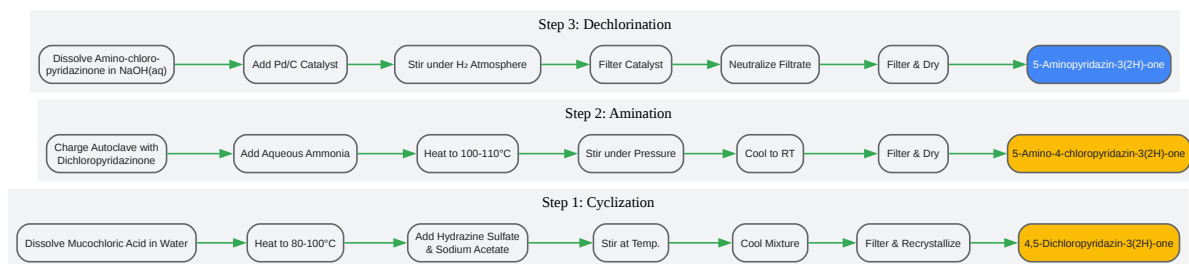 Step 3: Dechlorination
Dissolve Amino-chloro-
pyridazinone in NaOH(aq)
Add Pd/C Catalyst
Stir under H₂ Atmosphere
Filter Catalyst
Neutralize Filtrate
Filter & Dry
5-Aminopyridazin-3(2H)-one
Step 2: Amination
Charge Autoclave with
Dichloropyridazinone
Add Aqueous Ammonia
Heat to 100-110°C
Stir under Pressure
Cool to RT
Filter & Dry
5-Amino-4-chloropyridazin-3(2H)-one
Step 1: Cyclization
Dissolve Mucochloric Acid in Water
Heat to 80-100°C
Add Hydrazine Sulfate
& Sodium Acetate
Stir at Temp.
Cool Mixture
Filter & Recrystallize
4,5-Dichloropyridazin-3(2H)-one